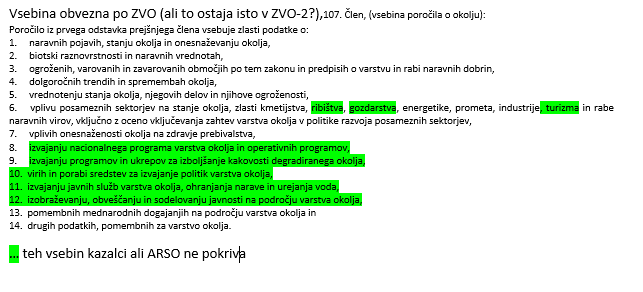 Vsebina obvezna po ZVO (ali to ostaja isto v ZVO-2?),107. Člen, (vsebina poročila o okolju):
Poročilo iz prvega odstavka prejšnjega člena vsebuje zlasti podatke o:
1. naravnih pojavih, stanju okolja in onesnaževanju okolja,
2. biotski raznovrstnosti in naravnih vrednotah,
3. ogroženih, varovanih in zavarovanih območjih po tem zakonu in predpisih o varstvu in rabi naravnih dobrin,
4. dolgoročnih trendih in spremembah okolja,
5. vrednotenju stanja okolja, njegovih delov in njihove ogroženosti,
6. vplivu posameznih sektorjev na stanje okolja, zlasti kmetijstva, ribištva, gozdarstva, energetike, prometa, industrije, turizma in rabe
naravnih virov, vključno z oceno vključevanja zahtev varstva okolja v politike razvoja posameznih sektorjev,
7. vplivih onesnaženosti okolja na zdravje prebivalstva,
8. izvajanju nacionalnega programa varstva okolja in operativnih programov,
9. izvajanju programov in ukrepov za izboljšanje kakovosti degradiranega okolja,
10. virih in porabi sredstev za izvajanje politik varstva okolja,
11. izvajanju javnih služb varstva okolja, ohranjanja narave in urejanja voda,
12. izobraževanju, obveščanju in sodelovanju javnosti na področju varstva okolja,
13. pomembnih mednarodnih dogajanjih na področju varstva okolja in
14. drugih podatkih, pomembnih za varstvo okolja.
... teh vsebin kazalci ali ARSO ne pokriva